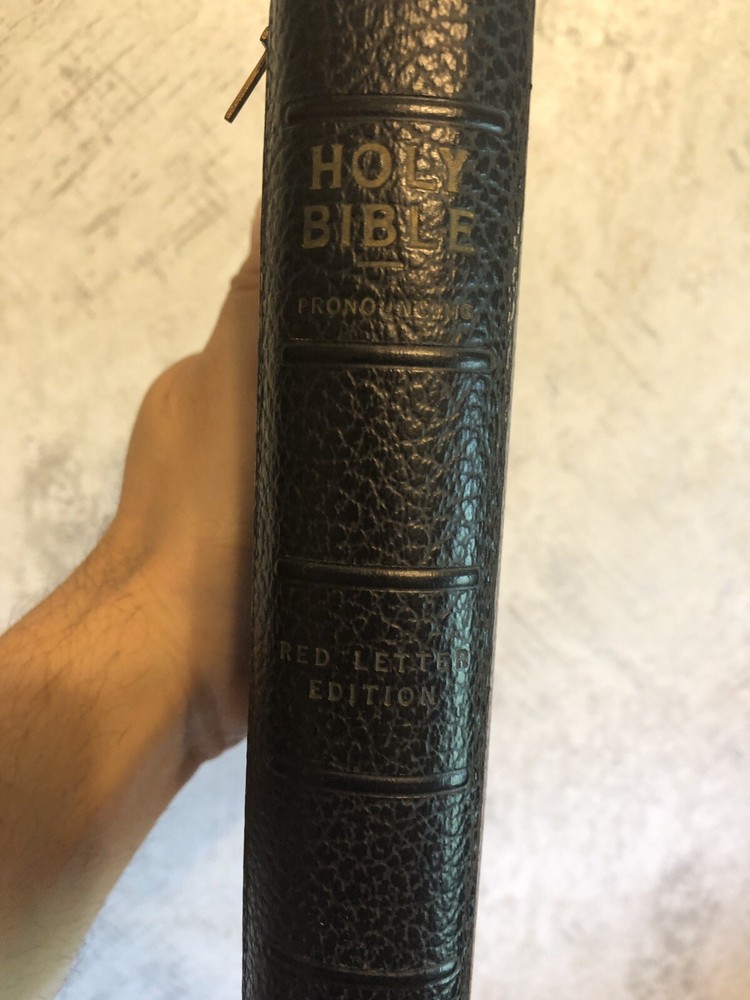 HOLY
BIBLE
PRONOUNCING
RED LETTER
EDITION